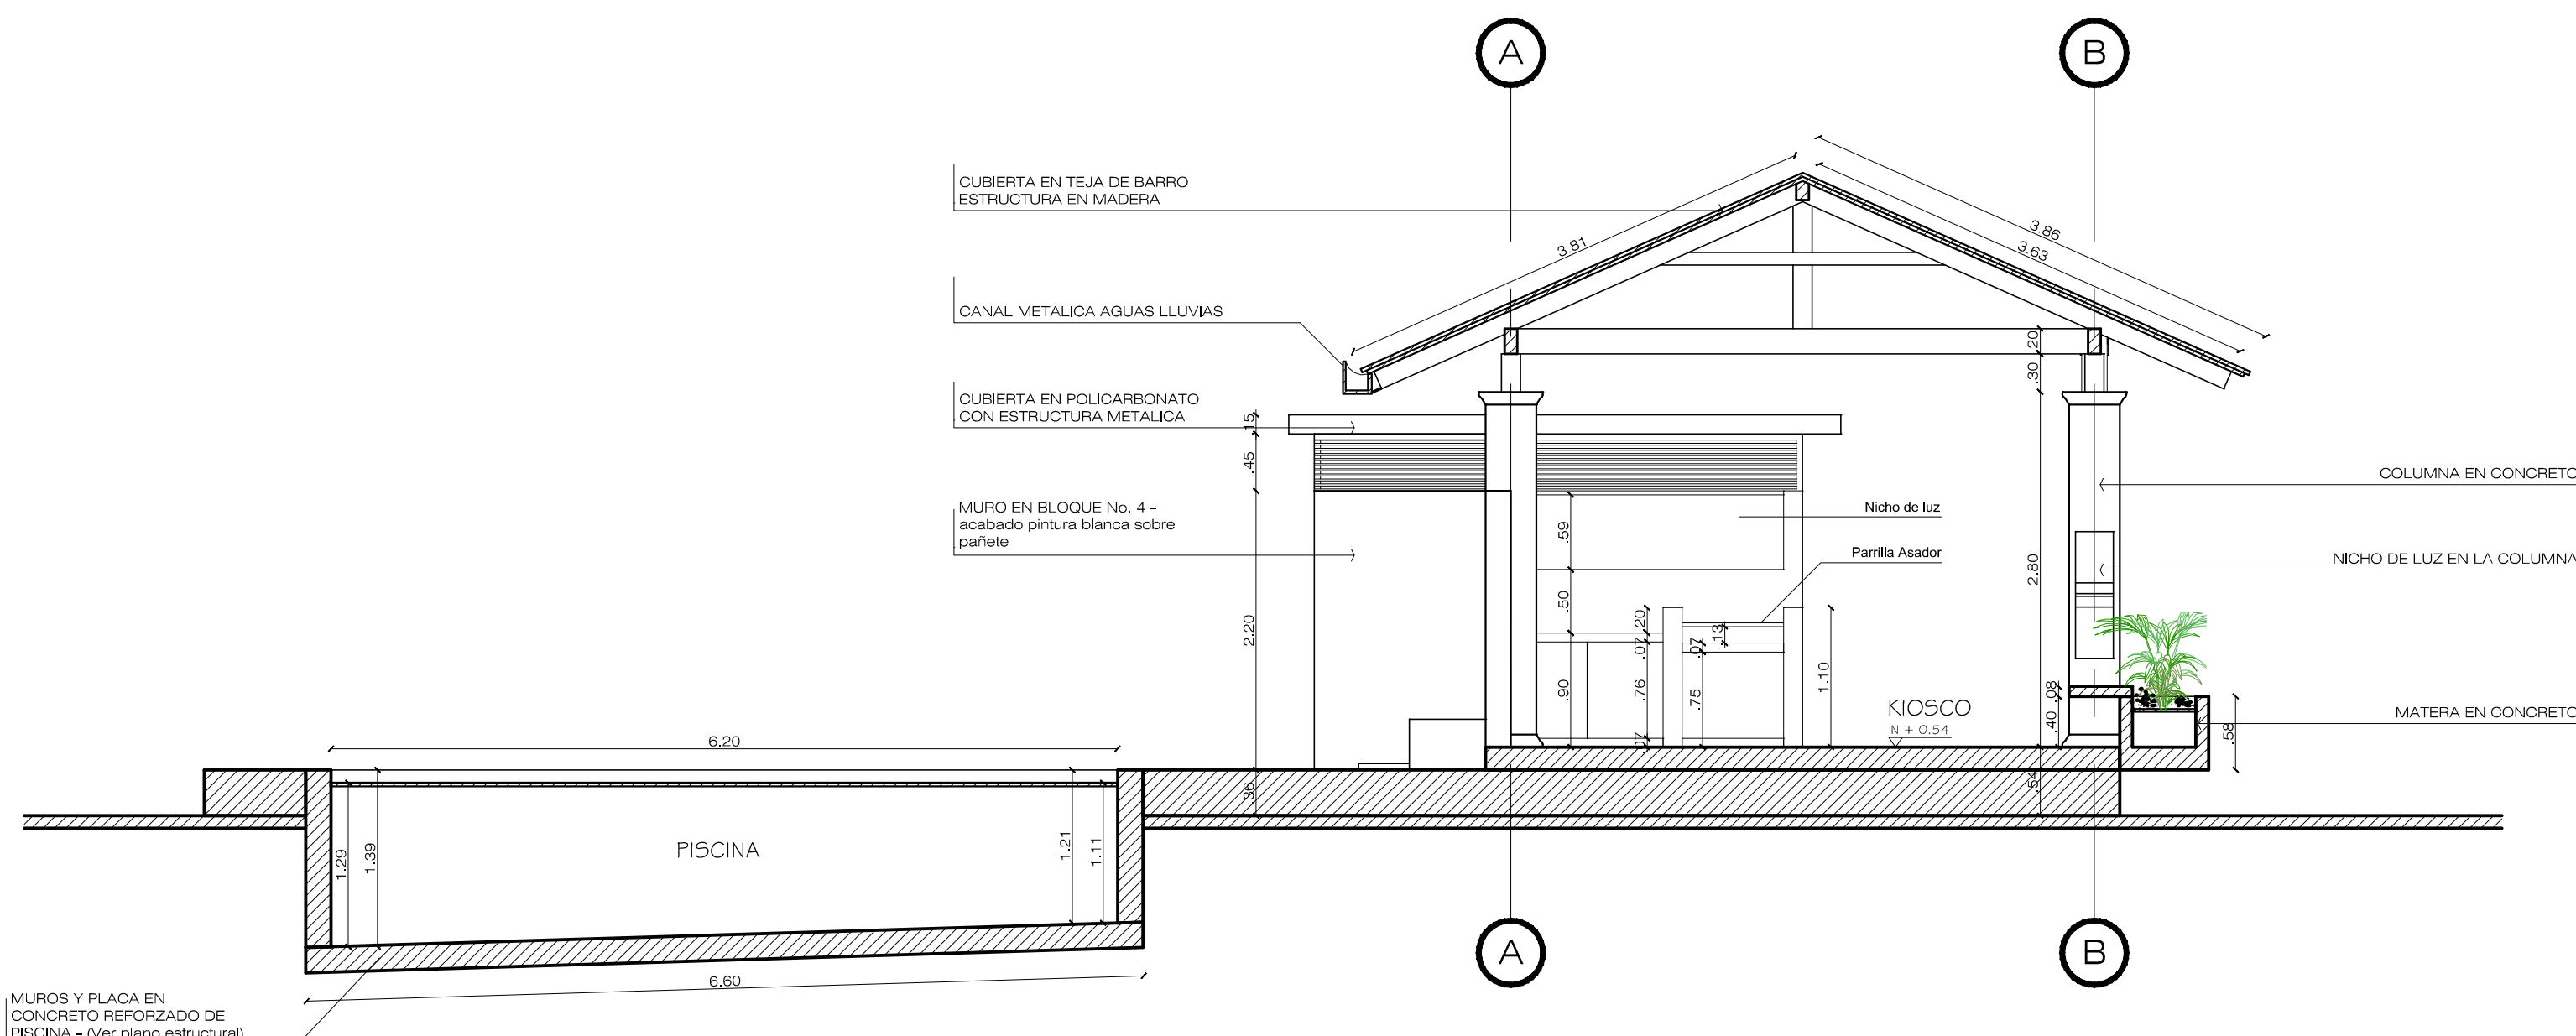 A
B
CUBIERTA EN TEJA DE BARRO
ESTRUCTURA EN MADERA
3.81
3.86
3.63
CANAL METALICA AGUAS LLUVIAS
.20
.30
CUBIERTA EN POLICARBONATO
CON ESTRUCTURA METALICA
.15
.45
COLUMNA EN CONCRETO
MURO EN BLOQUE No. 4 -
acabado pintura blanca sobre
pañete
Nicho de luz
.59
Parrilla Asador
NICHO DE LUZ EN LA COLUMNA
2.80
2.20
.50
.20
.13
.07
.07
.90
.76
.75
1.10
.07
KIOSCO
N + 0.54
.08
.40
MATERA EN CONCRETO
.58
6.20
.36
.54
1.29
1.39
PISCINA
1.21
1.11
6.60
A
B
MUROS Y PLACA EN
CONCRETO REFORZADO DE
PISCINA - (Ver plano estructural)